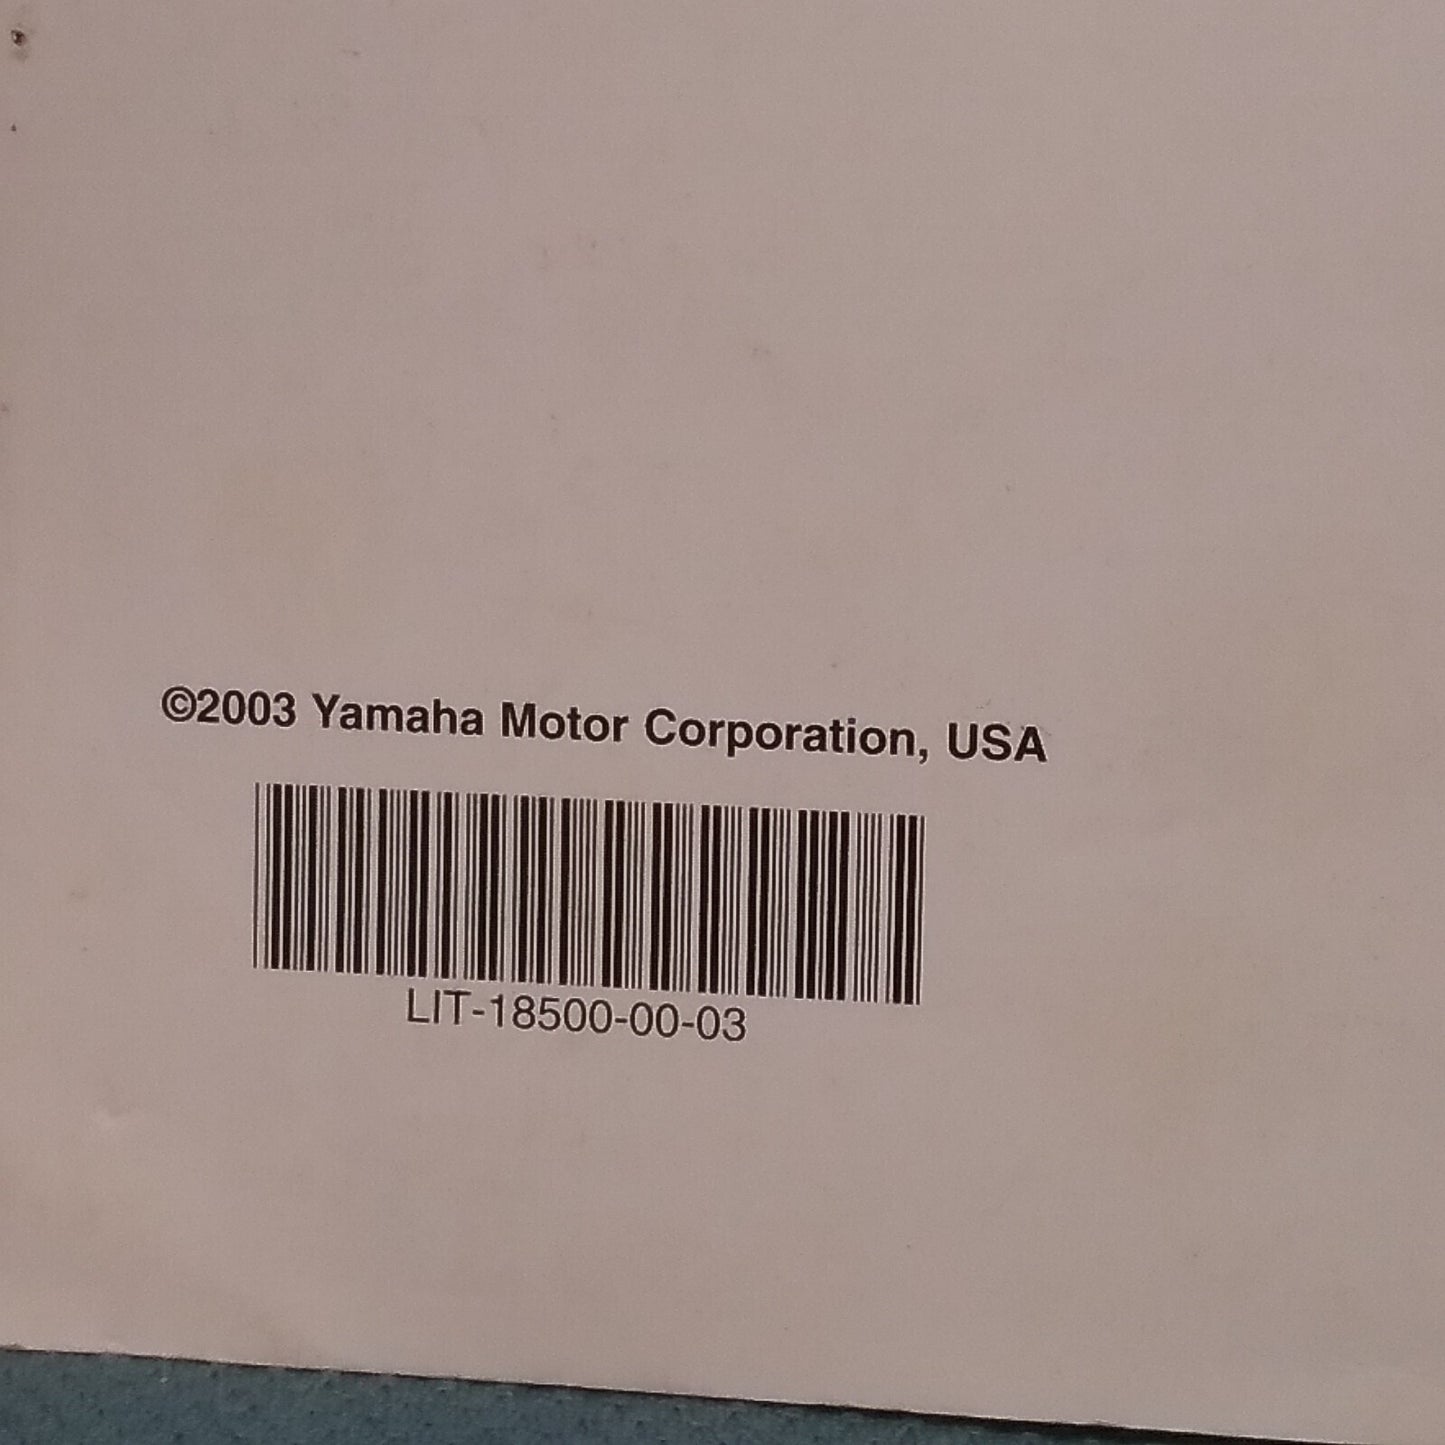 ©2003 Yamaha Motor Corporation, USA
LIT-18500-00-03